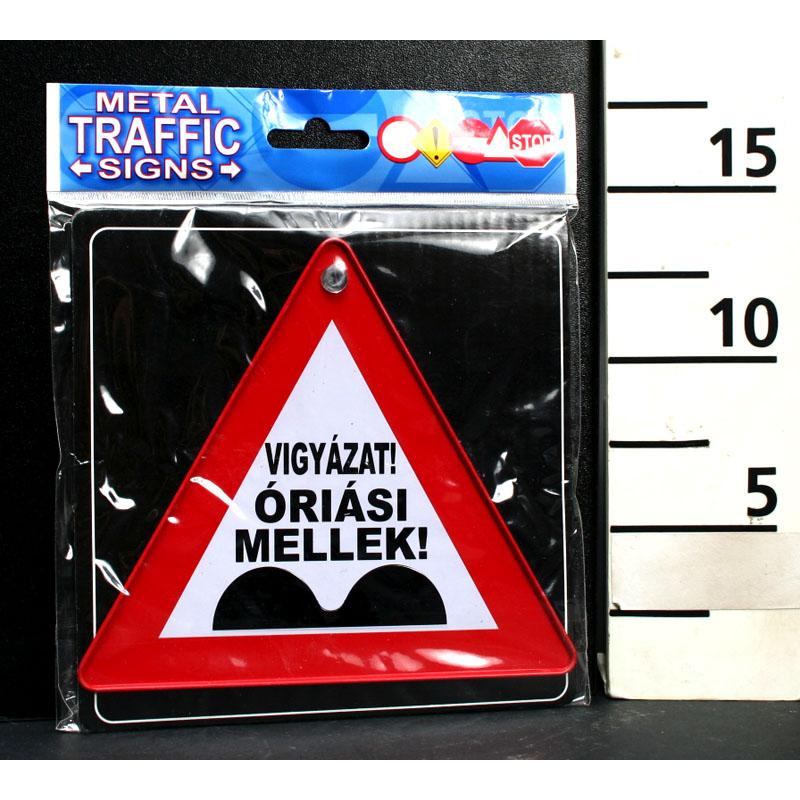 METAL
TRAFFIC
SIGNS
STOP
VIGYÁZAT!
ÓRIÁSI
MELLEK!
15
10
5